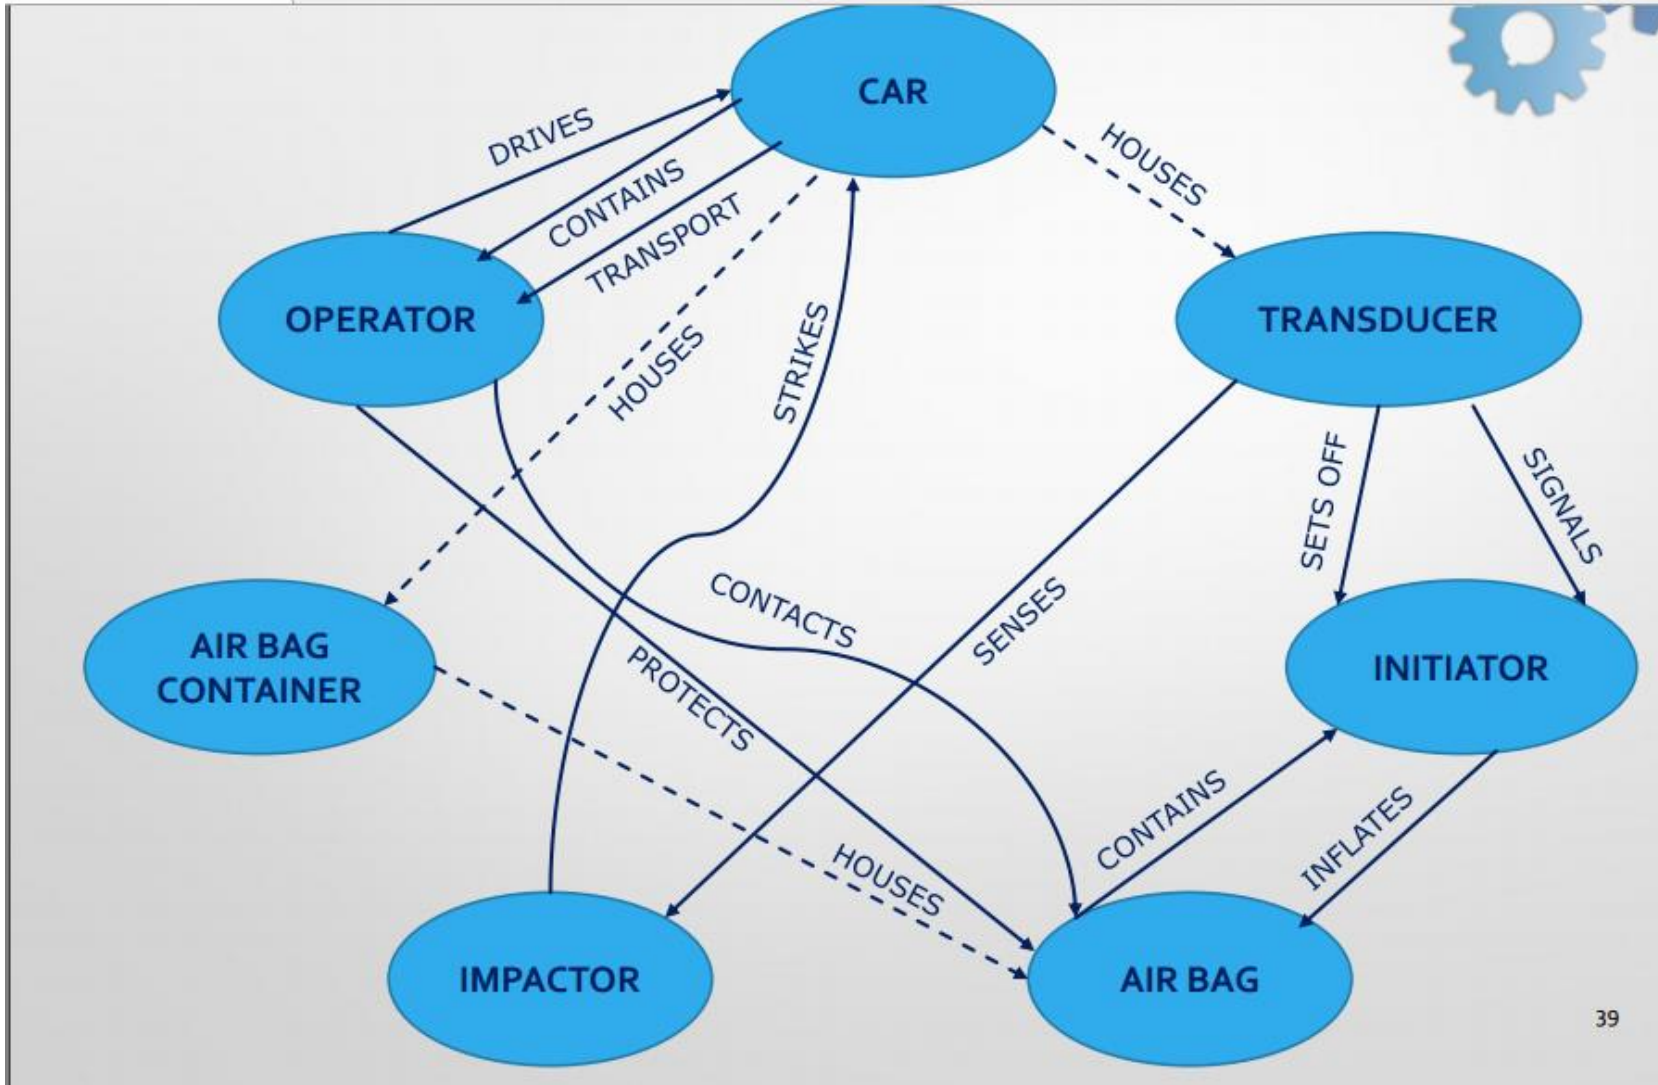 CAR
DRIVES
HOUSES
CONTAINS
TRANSPORT
OPERATOR
TRANSDUCER
HOUSES
STRIKES
SETS OFF
SIGNALS
CONTACTS
SENSES
AIR BAG
CONTAINER
PROTECTS
INITIATOR
CONTAINS
INFLATES
HOUSES
IMPACTOR
AIR BAG
39